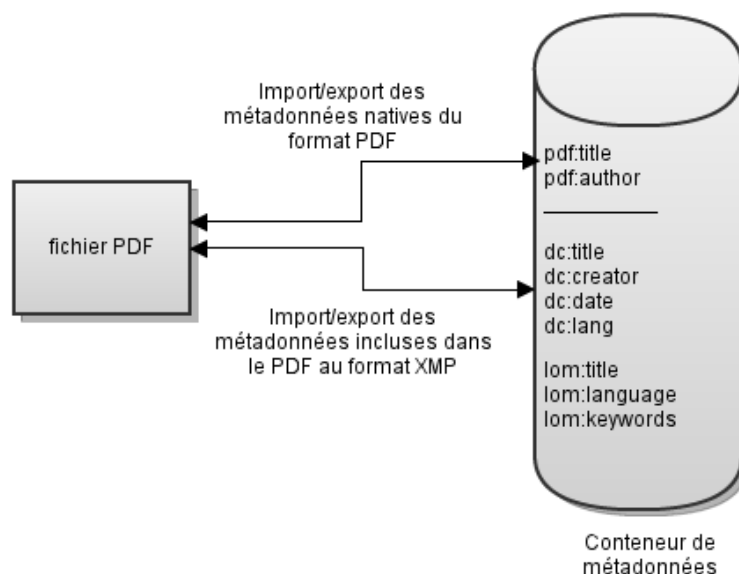 Import/export des
métadonnées natives du
format PDF
fichier PDF
Import/export des
métadonnées incluses dans
le PDF au format XMP
pdf:title
pdf:author
dc:title
dc:creator
dc:date
dc:lang
lom:title
lom:language
lom:keywords
Conteneur de
métadonnées